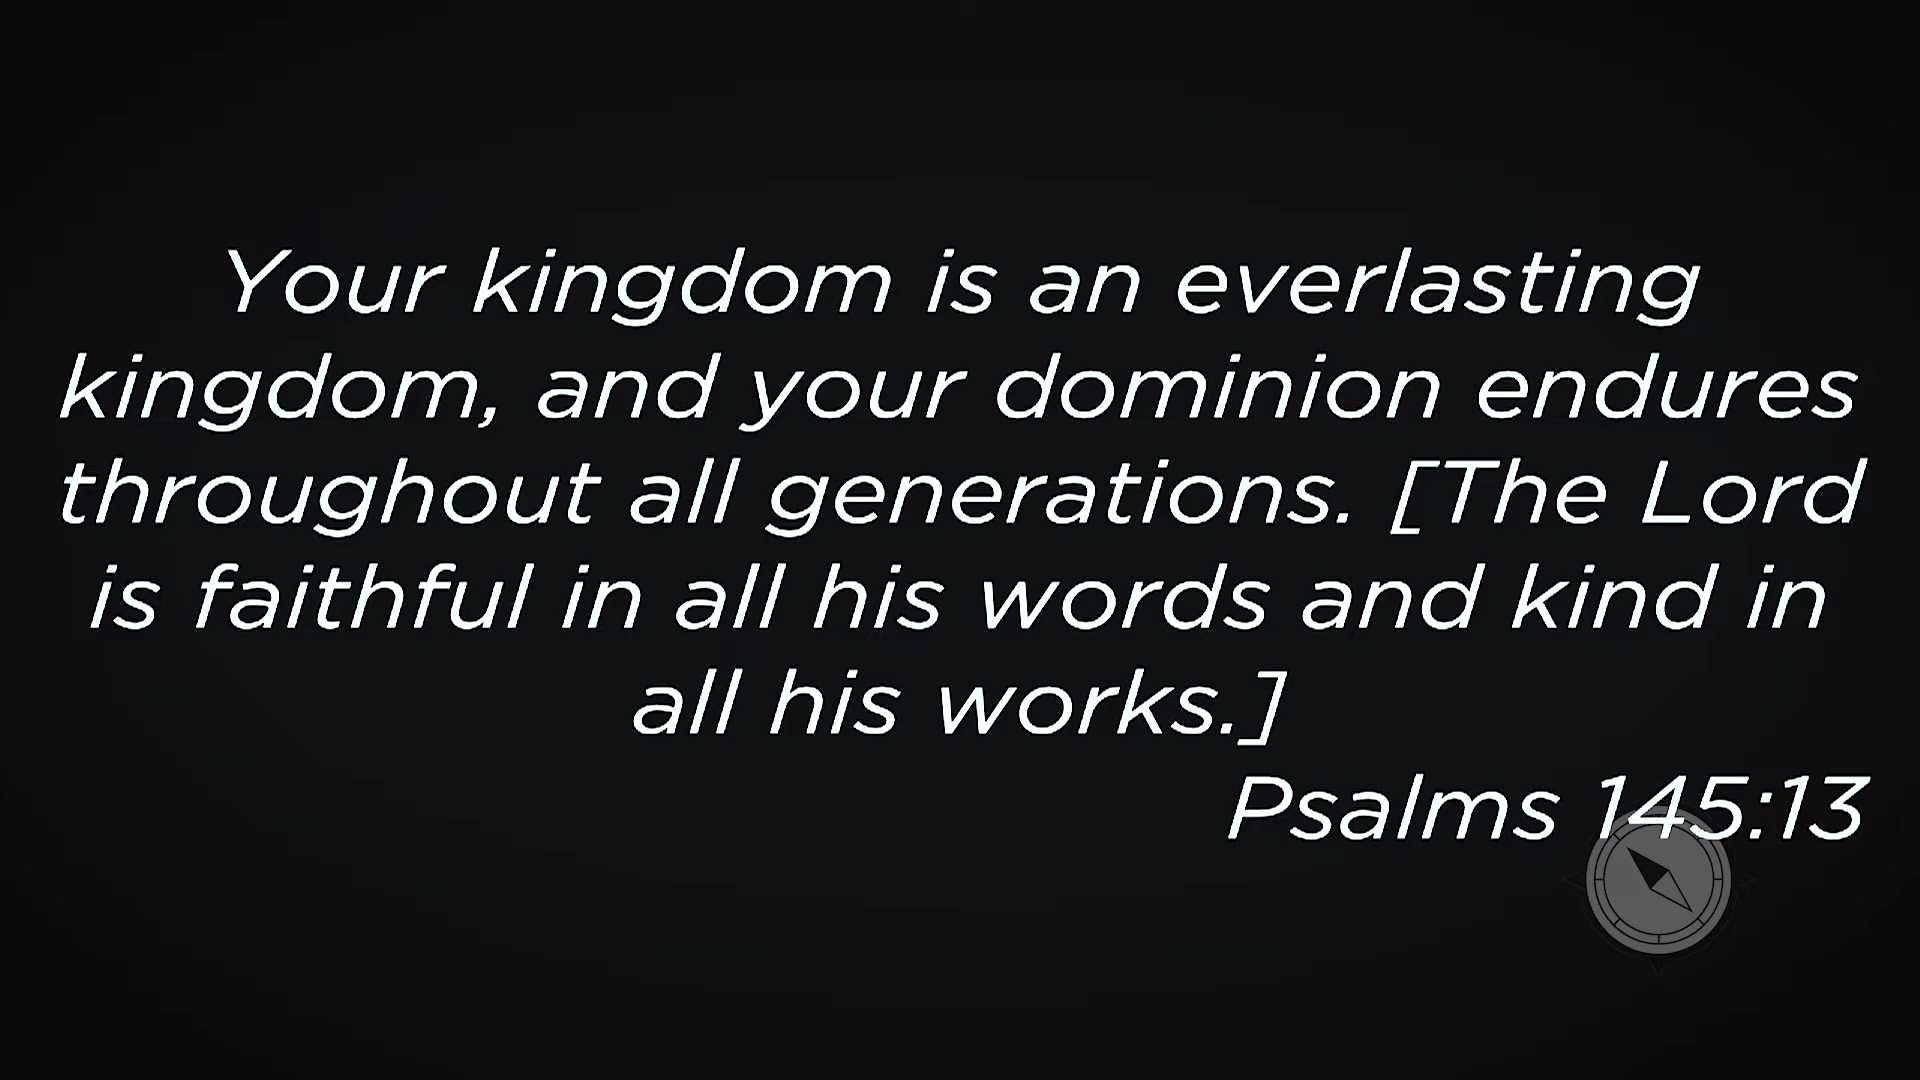 Your kingdom is an everlasting
kingdom, and your dominion endures
throughout all generations. [The Lord
is faithful in all his words and kind in
all his works.]
Psalms 145:13